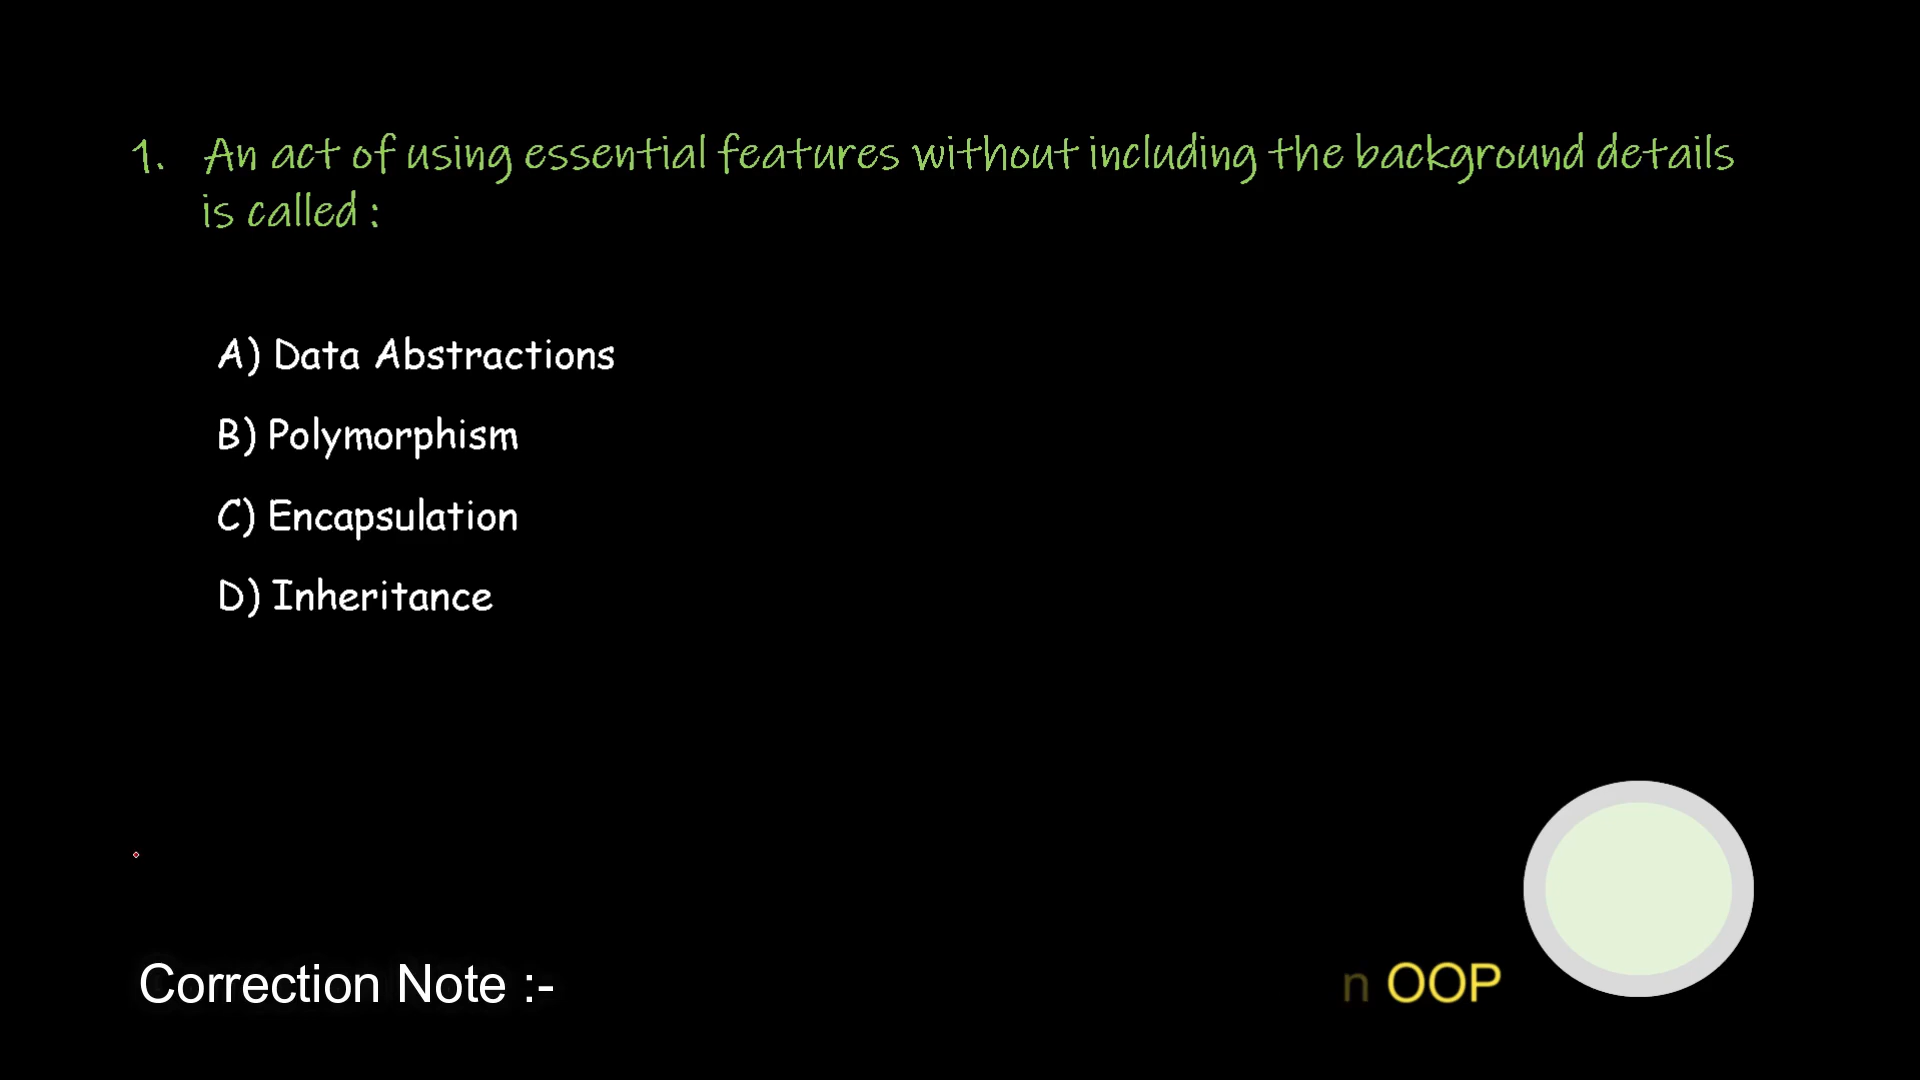 1. An act of using essential features without including the background details
is called :
A) Data Abstractions
B) Polymorphism
C) Encapsulation
D) Inheritance
Correction Note :- n OOP